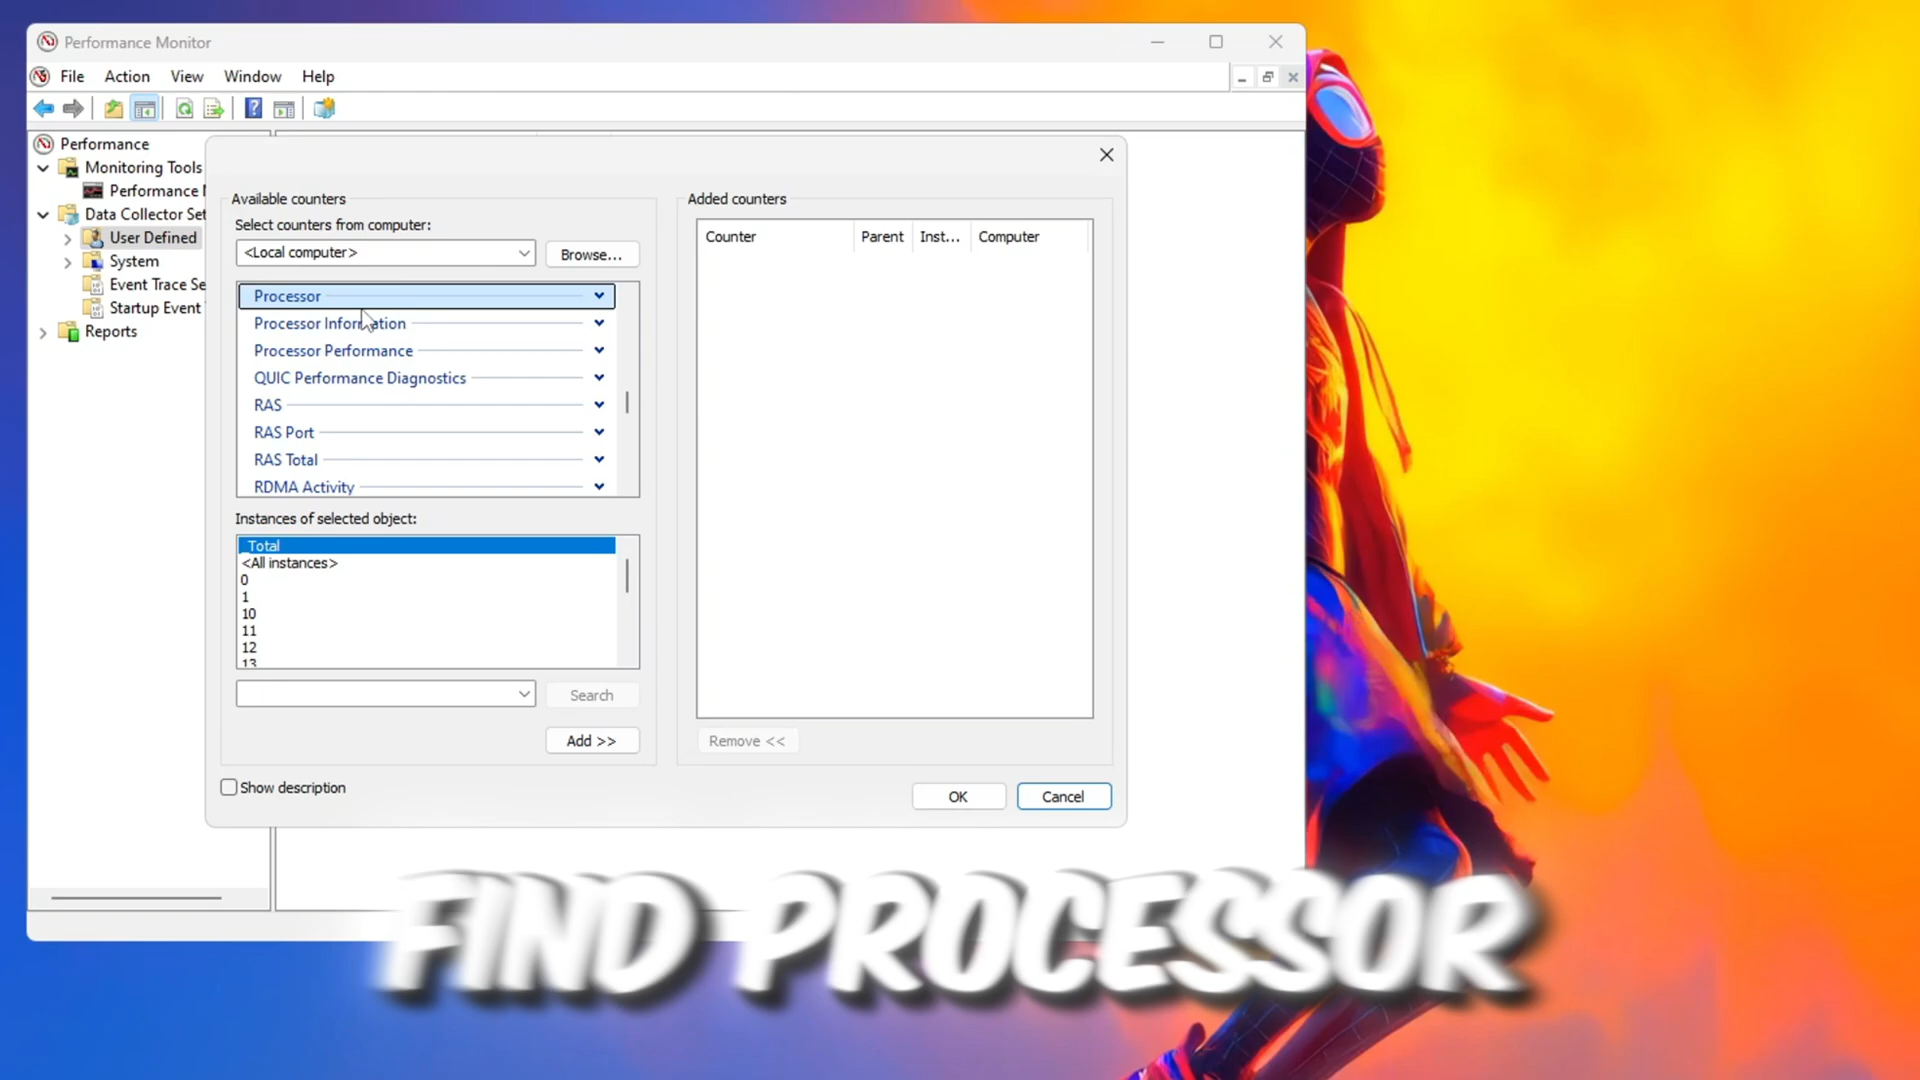 Performance Monitor
File Action View Window Help
Performance
Monitoring Tools
Performance
Data Collector Set
User Defined
System
Event Trace Se
Startup Event
Reports
Available counters
Select counters from computer:
<Local computer>
Browse...
Processor
Processor Information
Processor Performance
QUIC Performance Diagnostics
RAS
RAS Port
RAS Total
RDMA Activity
Instances of selected object:
_Total
<All instances>
0
1
10
11
12
13
Search
Add >>
Show description
Added counters
Counter Parent Inst... Computer
Remove <<
OK Cancel
FIND PROCESSOR